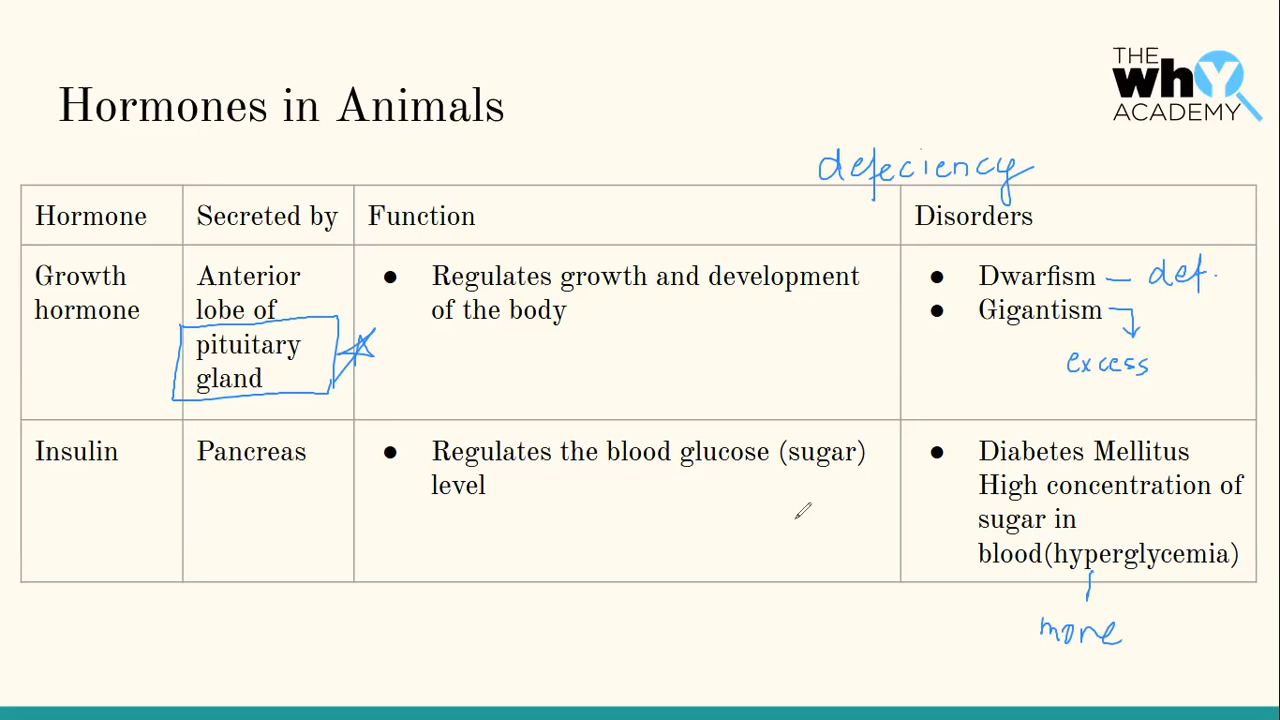 THE
whY
ACADEMY
Hormones in Animals
defeciency
Hormone
Secreted by
Function
Disorders
Growth
hormone
Anterior
lobe of
pituitary
gland
● Regulates growth and development
of the body
● Dwarfism — def.
● Gigantism
excess
Insulin
Pancreas
● Regulates the blood glucose (sugar)
level
● Diabetes Mellitus
High concentration of
sugar in
blood(hyperglycemia)
more